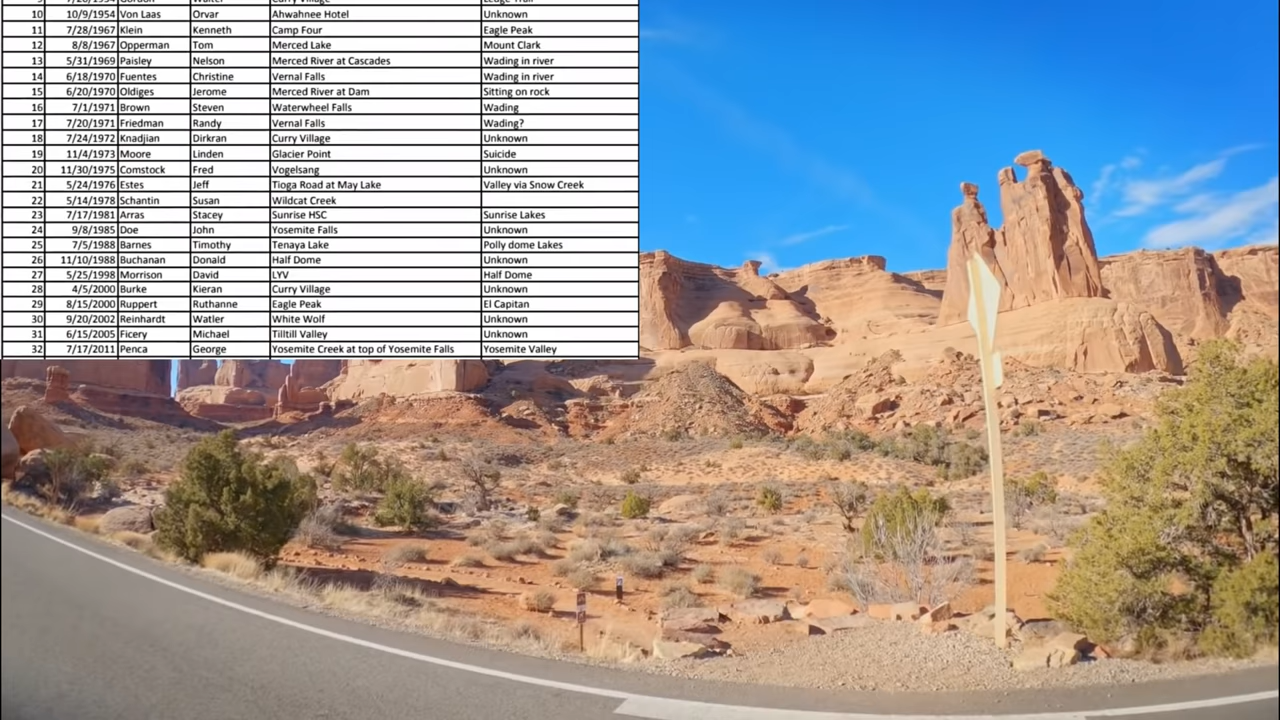 10 10/9/1954 Von Laas Orvar Ahwahnee Hotel Unknown
11 7/28/1967 Klein Kenneth Camp Four Eagle Peak
12 8/8/1967 Opperman Tom Merced Lake Mount Clark
13 5/31/1969 Paisley Nelson Merced River at Cascades Wading in river
14 6/18/1970 Fuentes Christine Vernal Falls Wading in river
15 6/20/1970 Oldiges Jerome Merced River at Dam Sitting on rock
16 7/1/1971 Brown Steven Waterwheel Falls Wading
17 7/20/1971 Friedman Randy Vernal Falls Wading?
18 7/24/1972 Knadjian Dirkran Curry Village Unknown
19 11/4/1973 Moore Linden Glacier Point Suicide
20 11/30/1975 Comstock Fred Vogelsang Unknown
21 5/24/1976 Estes Jeff Tioga Road at May Lake Valley via Snow Creek
22 5/14/1978 Schantin Susan Wildcat Creek
23 7/17/1981 Arras Stacey Sunrise HSC Sunrise Lakes
24 9/8/1985 Doe John Yosemite Falls Unknown
25 7/5/1988 Barnes Timothy Tenaya Lake Polly dome Lakes
26 11/10/1988 Buchanan Donald Half Dome Unknown
27 5/25/1998 Morrison David LYV Half Dome
28 4/5/2000 Burke Kieran Curry Village Unknown
29 8/15/2000 Ruppert Ruthanne Eagle Peak El Capitan
30 9/20/2002 Reinhardt Watler White Wolf Unknown
31 6/15/2005 Ficery Michael Tilltill Valley Unknown
32 7/17/2011 Penca George Yosemite Creek at top of Yosemite Falls Yosemite Valley